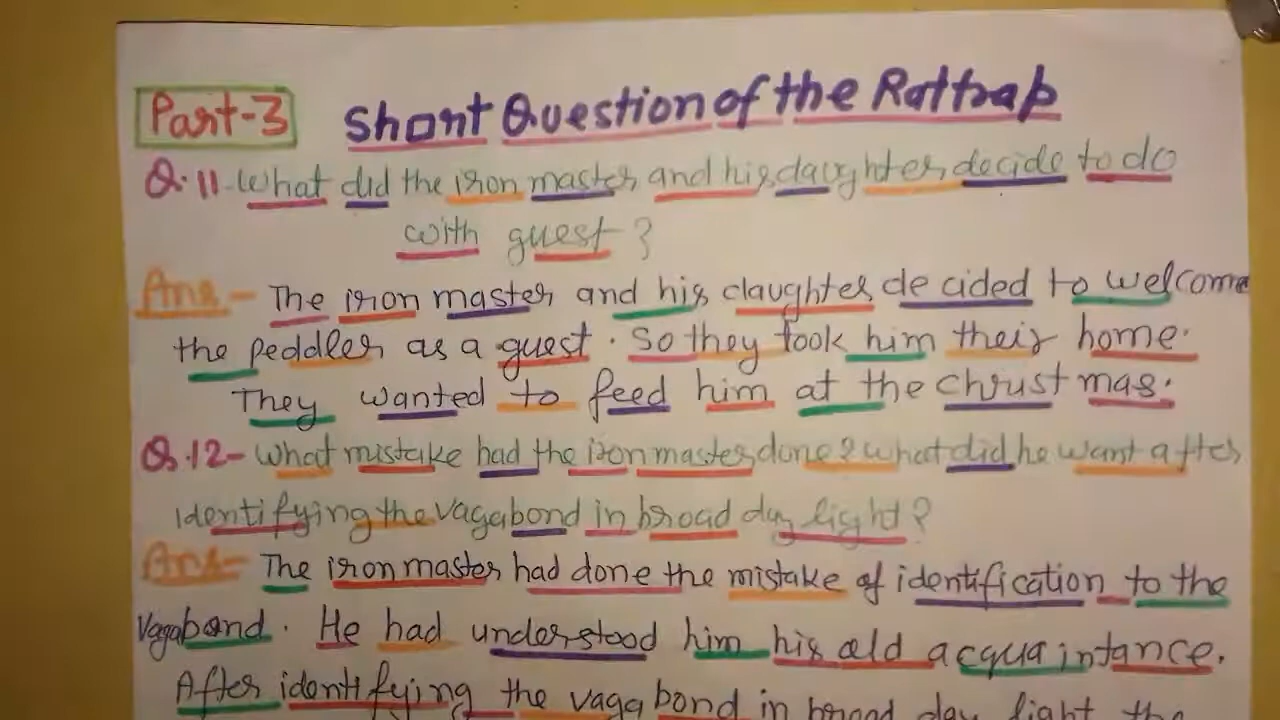 Part-3 Short Question of the Rattrap
Q.11- What did the iron master and his daughter decide to do
with guest?
Ans- The iron master and his daughter decided to welcome
the peddler as a guest. So they took him their home.
They wanted to feed him at the christmas.
Q.12- What mistake had the iron master done? what did he want after
identifying the vagabond in broad day light?
Ans- The iron master had done the mistake of identification to the
Vagabond. He had understood him his old acquaintance.
After identifying the vagabond in broad day light the